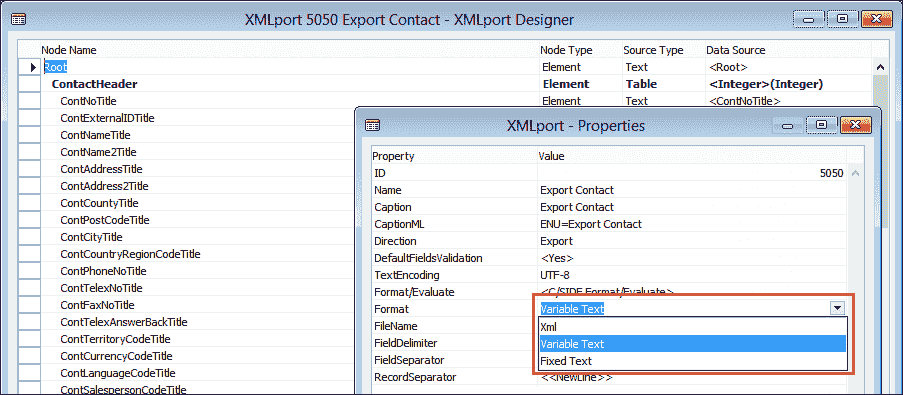 XMLport 5050 Export Contact - XMLport Designer
Node Name Node Type Source Type Data Source
Root Element Text <Root>
ContactHeader Element Table <Integer>(Integer)
ContNoTitle Element Text <ContNoTitle>
ContExternalIDTitle
ContNameTitle
ContName2Title
ContAddressTitle
ContAddress2Title
ContCountyTitle
ContPostCodeTitle
ContCityTitle
ContCountryRegionCodeTitle
ContPhoneNoTitle
ContTelexNoTitle
ContFaxNoTitle
ContTelexAnswerBackTitle
ContTerritoryCodeTitle
ContCurrencyCodeTitle
ContLanguageCodeTitle
ContSalespersonCodeTitle
XMLport - Properties
Property Value
ID 5050
Name Export Contact
Caption Export Contact
CaptionML ENU=Export Contact
Direction Export
DefaultFieldsValidation <Yes>
TextEncoding UTF-8
Format/Evaluate <C/SIDE Format/Evaluate>
Format Variable Text
FileName Xml
FieldDelimiter Variable Text
FieldSeparator Fixed Text
RecordSeparator <<NewLine>>